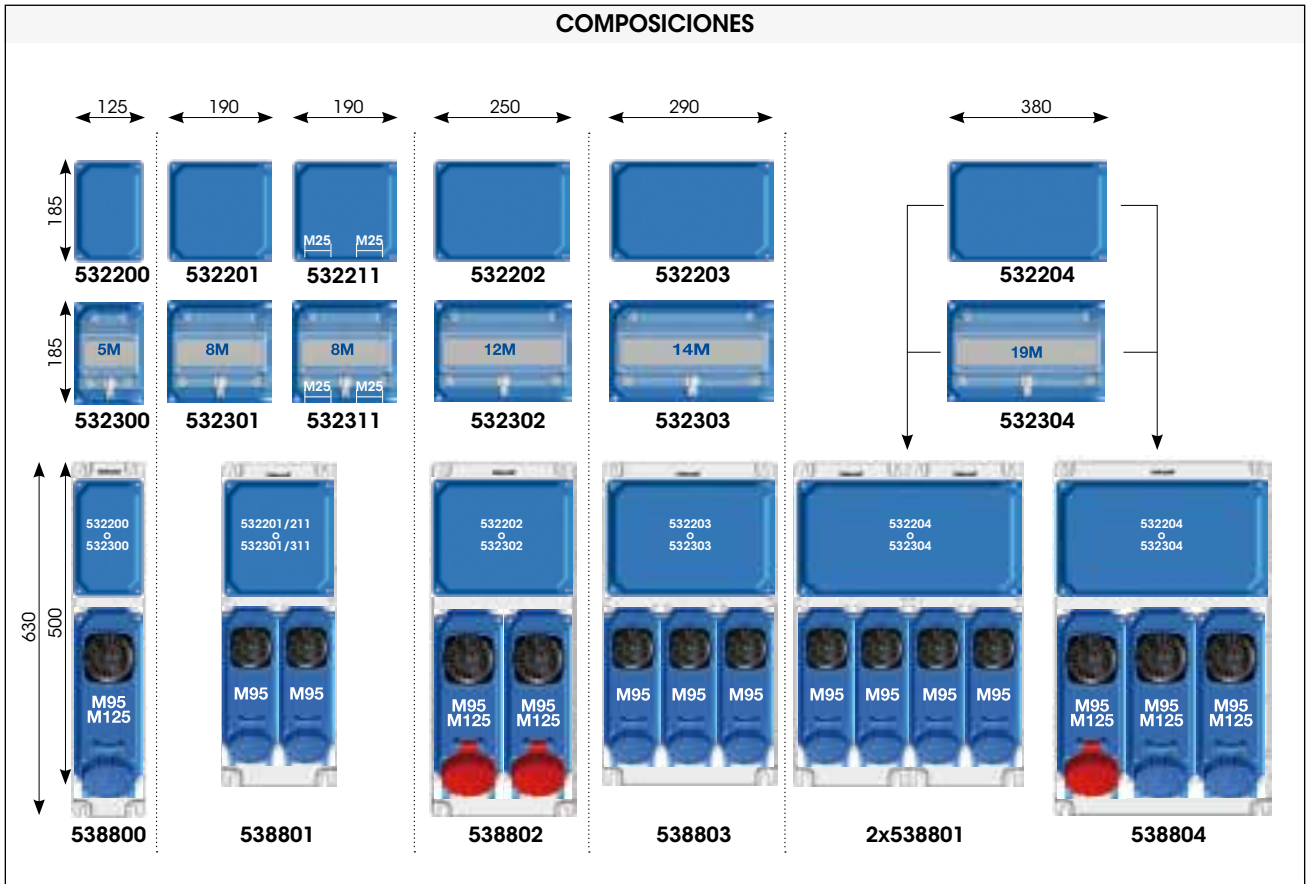 COMPOSICIONES
125 190 190 250 290 380
185
M25 M25
532200 532201 532211 532202 532203 532204
185
5M 8M 8M 12M 14M 19M
M25 M25
532300 532301 532311 532302 532303 532304
630 500
532200 532201/211 532202 532203 532204 532204
o o o o o o
532300 532301/311 532302 532303 532304 532304
M95 M95 M95 M95 M95 M95 M95 M95 M95 M95 M95 M95 M95 M95 M95
M125 M125 M125 M125 M125 M125
538800 538801 538802 538803 2x538801 538804